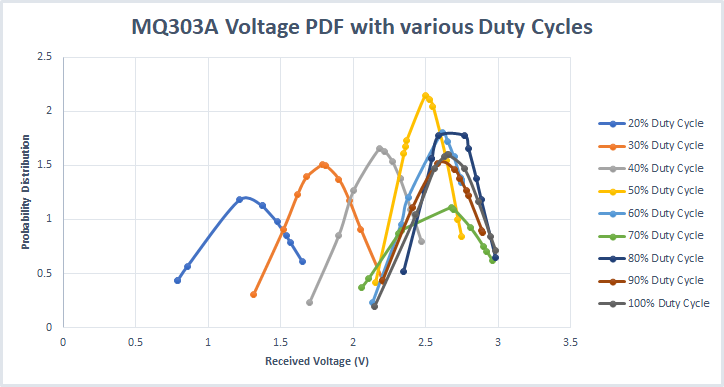 MQ303A Voltage PDF with various Duty Cycles
2.5
2
1.5
1
0.5
0
Probability Distribution
0
0.5
1
1.5
2
2.5
3
3.5
Received Voltage (V)
20% Duty Cycle
30% Duty Cycle
40% Duty Cycle
50% Duty Cycle
60% Duty Cycle
70% Duty Cycle
80% Duty Cycle
90% Duty Cycle
100% Duty Cycle